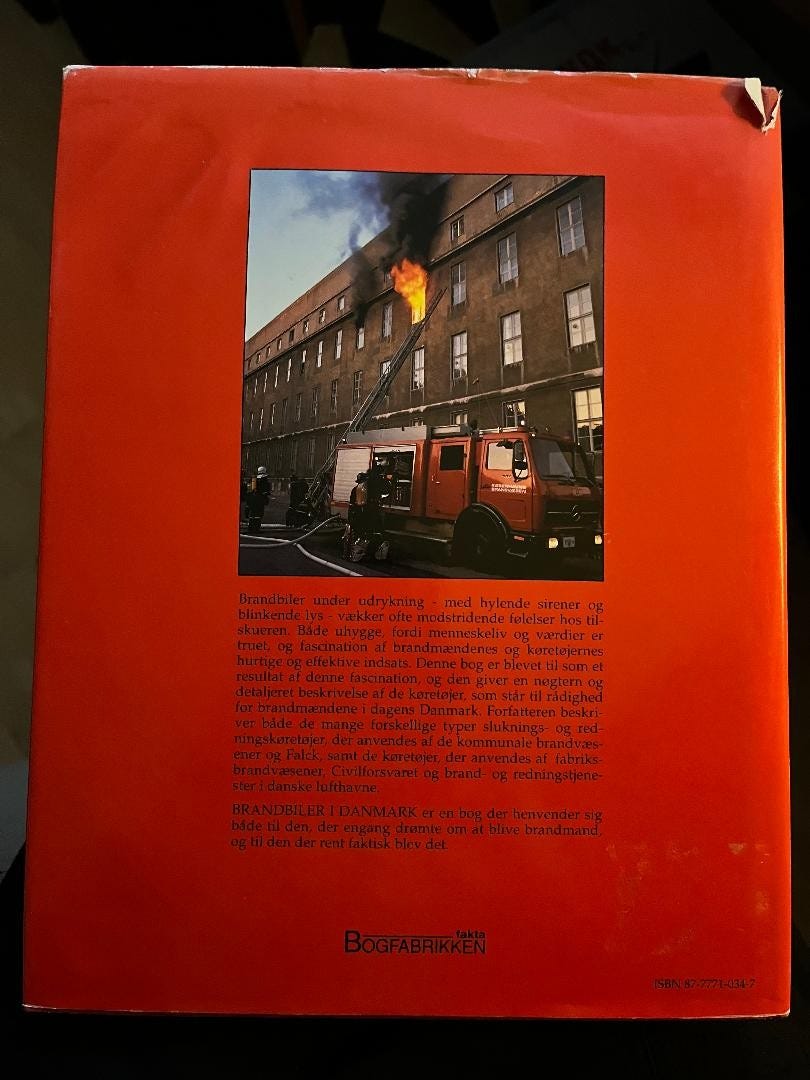 KØBENHAVNS
BRANDVÆSEN
Brandbiler under udrykning - med hylende sirener og
blinkende lys - vækker ofte modstridende følelser hos til-
skueren. Både uhygge, fordi menneskeliv og værdier er
truet, og fascination af brandmændenes og køretøjernes
hurtige og effektive indsats. Denne bog er blevet til som et
resultat af denne fascination, og den giver en nøgtern og
detaljeret beskrivelse af de køretøjer, som står til rådighed
for brandmændene i dagens Danmark. Forfatteren beskri-
ver både de mange forskellige typer sluknings- og red-
ningskøretøjer, der anvendes af de kommunale brandvæs-
ener og Falck, samt de køretøjer, der anvendes af fabriks-
brandvæsener, Civilforsvaret og brand- og redningstjene-
ster i danske lufthavne.
BRANDBILER I DANMARK er en bog der henvender sig
både til den, der engang drømte om at blive brandmand,
og til den der rent faktisk blev det.
fakta
BOGFABRIKKEN
ISBN 87-7771-034-7